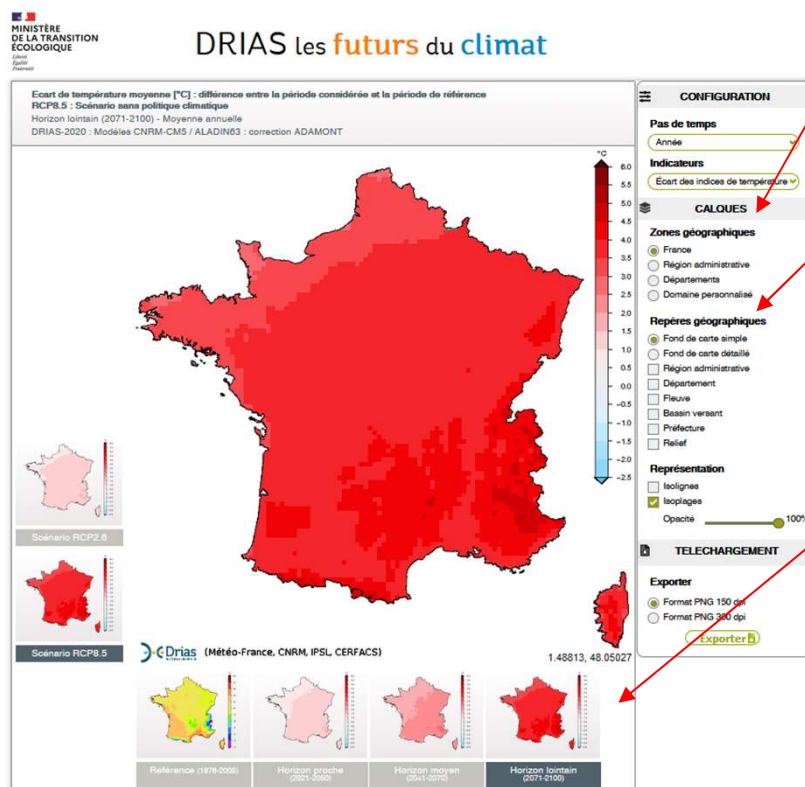 MINISTÈRE
DE LA TRANSITION
ÉCOLOGIQUE
Liberté
Égalité
Fraternité
DRIAS les futurs du climat
Ecart de température moyenne [°C] : différence entre la période considérée et la période de référence
RCP8.5 : Scénario sans politique climatique
Horizon lointain (2071-2100) - Moyenne annuelle
DRIAS-2020 : Modèles CNRM-CM5 / ALADIN63 : correction ADAMONT
°C
6.0
5.5
5.0
4.5
4.0
3.5
3.0
2.5
2.0
1.5
1.0
0.5
0.0
-0.5
-1.0
-1.5
-2.0
-2.5
Scénario RCP2.6
Scénario RCP8.5
Drias (Météo-France, CNRM, IPSL, CERFACS)
1.48813, 48.05027
Référence (1976-2005)
Horizon proche
(2021-2050)
Horizon moyen
(2041-2070)
Horizon lointain
(2071-2100)
CONFIGURATION
Pas de temps
Année
Indicateurs
Écart des indices de température
CALQUES
Zones géographiques
France
Région administrative
Départements
Domaine personnalisé
Repères géographiques
Fond de carte simple
Fond de carte détaillé
Région administrative
Département
Fleuve
Bassin versant
Préfecture
Relief
Représentation
Isolignes
Isoplages
Opacité 100%
TELECHARGEMENT
Exporter
Format PNG 150 dpi
Format PNG 300 dpi
Exporter